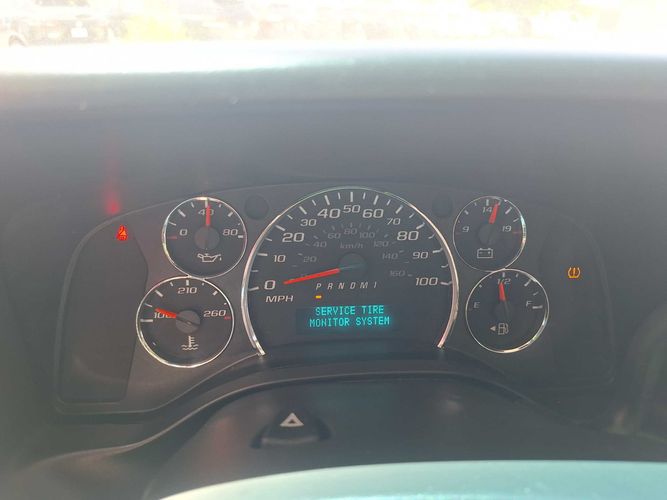 40
0 80
210
100 260
0 10 20 30 40 50 60 70 80 90 100
20 40 60 80 100 120 140 160
km/h
MPH
P R N D M I
SERVICE TIRE
MONITOR SYSTEM
14
9 19
1/2
E F